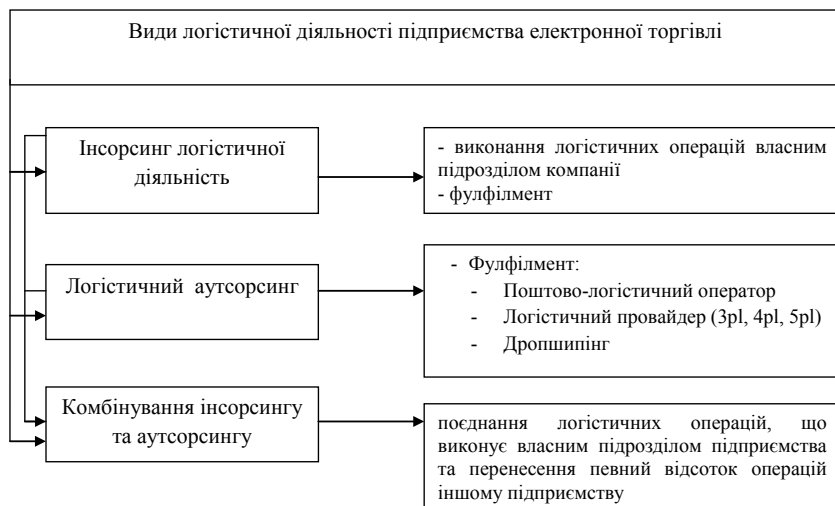 Види логістичної діяльності підприємства електронної торгівлі
Інсорсинг логістичної
діяльність
- виконання логістичних операцій власним
підрозділом компанії
- фулфілмент
Логістичний аутсорсинг
- Фулфілмент:
- Поштово-логістичний оператор
- Логістичний провайдер (3pl, 4pl, 5pl)
- Дропшипінг
Комбінування інсорсингу
та аутсорсингу
поєднання логістичних операцій, що
виконує власним підрозділом підприємства
та перенесення певний відсоток операцій
іншому підприємству